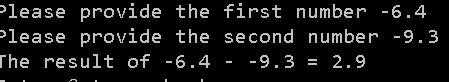 Please provide the first number -6.4
Please provide the second number -9.3
The result of -6.4 - -9.3 = 2.9